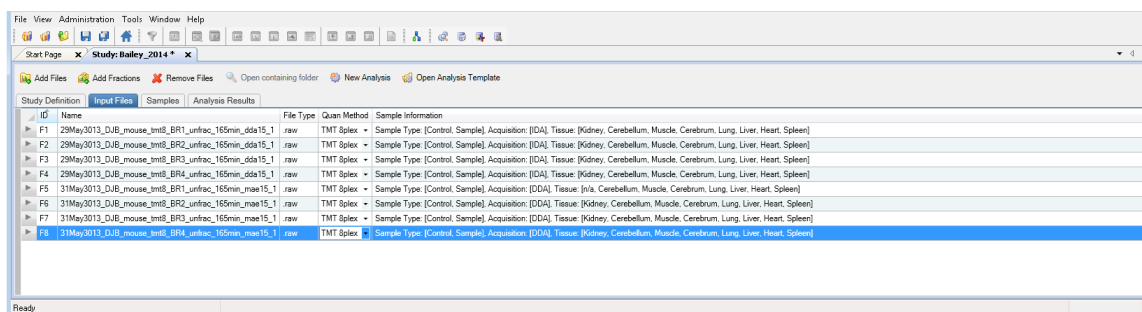 File View Administration Tools Window Help
Start Page x Study: Bailey_2014 * x
Add Files Add Fractions Remove Files Open containing folder New Analysis Open Analysis Template
Study Definition Input Files Samples Analysis Results
ID Name File Type Quan Method Sample Information
F1 29May3013_DJB_mouse_tmt8_BR1_unfrac_165min_dda15_1 .raw TMT 8plex Sample Type: [Control, Sample], Acquisition: [IDA], Tissue: [Kidney, Cerebellum, Muscle, Cerebrum, Lung, Liver, Heart, Spleen]
F2 29May3013_DJB_mouse_tmt8_BR2_unfrac_165min_dda15_1 .raw TMT 8plex Sample Type: [Control, Sample], Acquisition: [IDA], Tissue: [Kidney, Cerebellum, Muscle, Cerebrum, Lung, Liver, Heart, Spleen]
F3 29May3013_DJB_mouse_tmt8_BR3_unfrac_165min_dda15_1 .raw TMT 8plex Sample Type: [Control, Sample], Acquisition: [IDA], Tissue: [Kidney, Cerebellum, Muscle, Cerebrum, Lung, Liver, Heart, Spleen]
F4 29May3013_DJB_mouse_tmt8_BR4_unfrac_165min_dda15_1 .raw TMT 8plex Sample Type: [Control, Sample], Acquisition: [IDA], Tissue: [Kidney, Cerebellum, Muscle, Cerebrum, Lung, Liver, Heart, Spleen]
F5 31May3013_DJB_mouse_tmt8_BR1_unfrac_165min_mae15_1 .raw TMT 8plex Sample Type: [Control, Sample], Acquisition: [DDA], Tissue: [n/a, Cerebellum, Muscle, Cerebrum, Lung, Liver, Heart, Spleen]
F6 31May3013_DJB_mouse_tmt8_BR2_unfrac_165min_mae15_1 .raw TMT 8plex Sample Type: [Control, Sample], Acquisition: [DDA], Tissue: [Kidney, Cerebellum, Muscle, Cerebrum, Lung, Liver, Heart, Spleen]
F7 31May3013_DJB_mouse_tmt8_BR3_unfrac_165min_mae15_1 .raw TMT 8plex Sample Type: [Control, Sample], Acquisition: [DDA], Tissue: [Kidney, Cerebellum, Muscle, Cerebrum, Lung, Liver, Heart, Spleen]
F8 31May3013_DJB_mouse_tmt8_BR4_unfrac_165min_mae15_1 .raw TMT 8plex Sample Type: [Control, Sample], Acquisition: [DDA], Tissue: [Kidney, Cerebellum, Muscle, Cerebrum, Lung, Liver, Heart, Spleen]
Ready